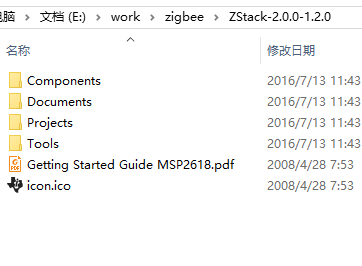 电脑 > 文档 (E:) > work > zigbee > ZStack-2.0.0-1.2.0
名称 修改日期
Components 2016/7/13 11:43
Documents 2016/7/13 11:43
Projects 2016/7/13 11:43
Tools 2016/7/13 11:43
Getting Started Guide MSP2618.pdf 2008/4/28 7:53
icon.ico 2008/4/28 7:53